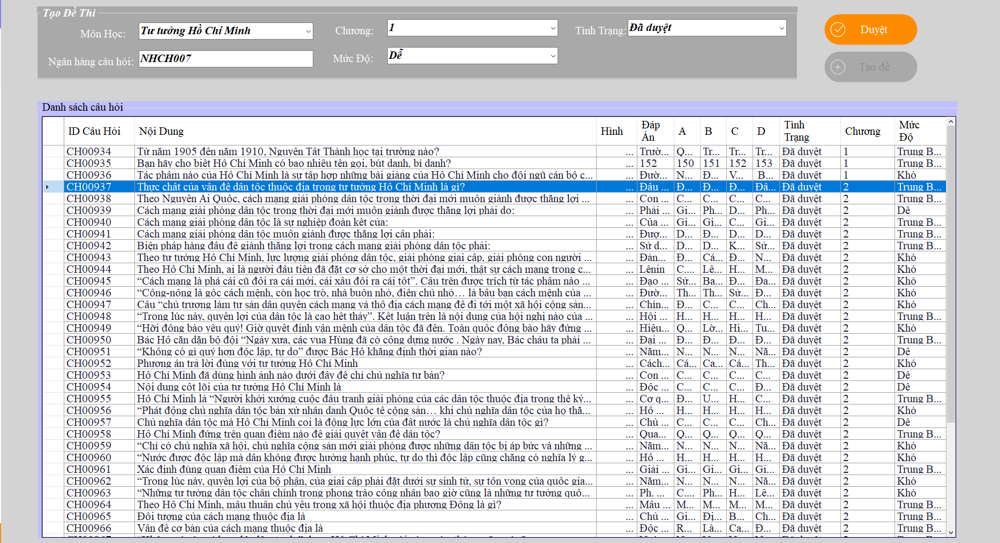 Tạo Đề Thi
Môn Học: Tư tưởng Hồ Chí Minh Chương: 1 Tình Trạng: Đã duyệt Duyệt
Ngân hàng câu hỏi: NHCH007 Mức Độ: Dễ Tạo đề
Danh sách câu hỏi
ID Câu Hỏi Nội Dung Hình Đáp Án A B C D Tình Trạng Chương Mức Độ
CH00934 Từ năm 1905 đến năm 1910, Nguyễn Tất Thành học tại trường nào? ... Trườ... Q... Tr... Tr... Tr... Đã duyệt 1 Trung B...
CH00935 Bạn hãy cho biết Hồ Chí Minh có bao nhiêu tên gọi, bút danh, bí danh? ... 152 150 151 152 153 Đã duyệt 1 Trung B...
CH00936 Tác phẩm nào của Hồ Chí Minh là sự tập hợp những bài giảng của Hồ Chí Minh cho đội ngũ cán bộ c... ... Đườ... N... Đ... V... B... Đã duyệt 1 Khó
CH00937 Thực chất của vấn đề dân tộc thuộc địa trong tư tưởng Hồ Chí Minh là gì? ... Đấu ... Đ... Đ... Đ... Đấ... Đã duyệt 2 Trung B...
CH00938 Theo Nguyễn Ái Quốc, cách mạng giải phóng dân tộc trong thời đại mới muốn giành được thắng lợi ... ... Con ... C... C... C... C... Đã duyệt 2 Trung B...
CH00939 Cách mạng giải phóng dân tộc trong thời đại mới muốn giành được thắng lợi phải do: ... Phải ... Gi... Ph... D... Ph... Đã duyệt 2 Dễ
CH00940 Cách mạng giải phóng dân tộc là sự nghiệp đoàn kết của: ... Của ... Gi... Gi... C... Gi... Đã duyệt 2 Trung B...
CH00941 Cách mạng giải phóng dân tộc muốn giành được thắng lợi cần phải: ... Đượ... D... Đ... D... D... Đã duyệt 2 Trung B...
CH00942 Biện pháp hàng đầu để giành thắng lợi trong cách mạng giải phóng dân tộc phải: ... Sử d... D... D... K... Sử... Đã duyệt 2 Trung B...
CH00943 Theo tư tưởng Hồ Chí Minh, lực lượng giải phóng dân tộc, giải phóng giai cấp, giải phóng con người ... ... Đản... Đ... Cá... Đ... N... Đã duyệt 2 Khó
CH00944 Theo Hồ Chí Minh, ai là người đầu tiên đã đặt cơ sở cho một thời đại mới, thật sự cách mạng trong c... ... Lênin C.... Lê... H... M... Đã duyệt 2 Khó
CH00945 “Cách mạng là phá cái cũ đổi ra cái mới, cái xấu đổi ra cái tốt”. Câu trên được trích từ tác phẩm nào ... ... Đạo ... Sử... Ba... Đ... Đa... Đã duyệt 2 Khó
CH00946 “Công-nông là gốc cách mệnh, còn học trò, nhà buôn nhỏ, điền chủ nhỏ… là bầu bạn cách mệnh của ... ... Đườ... Th... Th... Sử... Đ... Đã duyệt 2 Khó
CH00947 Câu “chủ trương làm tư sản dân quyền cách mạng và thổ địa cách mạng để đi tới một xã hội cộng sản... ... Chín... Đ... C... C... Ch... Đã duyệt 2 Khó
CH00948 “Trong lúc này, quyền lợi của dân tộc là cao hết thảy”. Kết luận trên là nội dung của hội nghị nào của ... ... Hội ... H... H... H... H... Đã duyệt 2 Trung B...
CH00949 “Hỡi đồng bào yêu quý! Giờ quyết định vận mệnh của dân tộc đã đến. Toàn quốc đồng bào hãy đứng ... ... Hiệu... Q... Lờ... Hi... Tu... Đã duyệt 2 Khó
CH00950 Bác Hồ căn dặn bộ đội “Ngày xưa, các vua Hùng đã có công dựng nước . Ngày nay, Bác cháu ta phải ... ... Đại ... Đ... Đ... Đ... Đ... Đã duyệt 2 Trung B...
CH00951 “Không có gì quý hơn độc lập, tự do” được Bác Hồ khẳng định thời gian nào? ... Năm... N... N... N... Nă... Đã duyệt 2 Dễ
CH00952 Phương án trả lời đúng với tư tưởng Hồ Chí Minh ... Cách... Cá... Ca... Cá... Th... Đã duyệt 2 Khó
CH00953 Hồ Chí Minh đã dùng hình ảnh nào dưới đây để chỉ chủ nghĩa tư bản? ... Con ... C... C... C... C... Đã duyệt 2 Dễ
CH00954 Nội dung cốt lõi của tư tưởng Hồ Chí Minh là ... Độc ... C... C... C... Đ... Đã duyệt 2 Dễ
CH00955 Hồ Chí Minh là “Người khởi xướng cuộc đấu tranh giải phóng của các dân tộc thuộc địa trong thế kỷ... ... Cơ q... Đ... U... H... C... Đã duyệt 2 Trung B...
CH00956 “Phát động chủ nghĩa dân tộc bản xứ nhân danh Quốc tế cộng sản… khi chủ nghĩa dân tộc của họ thắ... ... Hồ ... H... H... H... H... Đã duyệt 2 Khó
CH00957 Chủ nghĩa dân tộc mà Hồ Chí Minh coi là động lực lớn của đất nước là chủ nghĩa dân tộc gì? ... Chủ ... C... C... C... Ch... Đã duyệt 2 Dễ
CH00958 Hồ Chí Minh đứng trên quan điểm nào để giải quyết vấn đề dân tộc? ... Qua... Q... Q... Q... Q... Đã duyệt 2 Trung B...
CH00959 “Chỉ có chủ nghĩa xã hội, chủ nghĩa cộng sản mới giải phóng được những dân tộc bị áp bức và những ... ... Năm... N... N... N... Nă... Đã duyệt 2 Khó
CH00960 “Nước được độc lập mà dân không được hưởng hạnh phúc, tự do thì độc lập cũng chẳng có nghĩa lý g... ... Hồ ... H... H... H... H... Đã duyệt 2 Khó
CH00961 Xác định đúng quan điểm của Hồ Chí Minh ... Giải ... Gi... Gi... Gi... Gi... Đã duyệt 2 Trung B...
CH00962 “Trong lúc này, quyền lợi của bộ phận, của giai cấp phải đặt dưới sự sinh tử, sự tồn vong của quốc gia... ... Năm... N... N... N... Nă... Đã duyệt 2 Khó
CH00963 “Những tư tưởng dân tộc chân chính trong phong trào công nhân bao giờ cũng là những tư tưởng quố... ... Ph. ... C.... Ph... H... Lê... Đã duyệt 2 Khó
CH00964 Theo Hồ Chí Minh, mâu thuẫn chủ yếu trong xã hội thuộc địa phương Đông là gì? ... Mâu ... M... M... M... M... Đã duyệt 2 Trung B...
CH00965 Đối tượng của cách mạng thuộc địa là ... Chủ ... Gi... Đị... B... Ch... Đã duyệt 2 Trung B...
CH00966 Vấn đề cơ bản của cách mạng thuộc địa là ... Độc ... R... Là... Ca... Đ... Đã duyệt 2 Trung B...